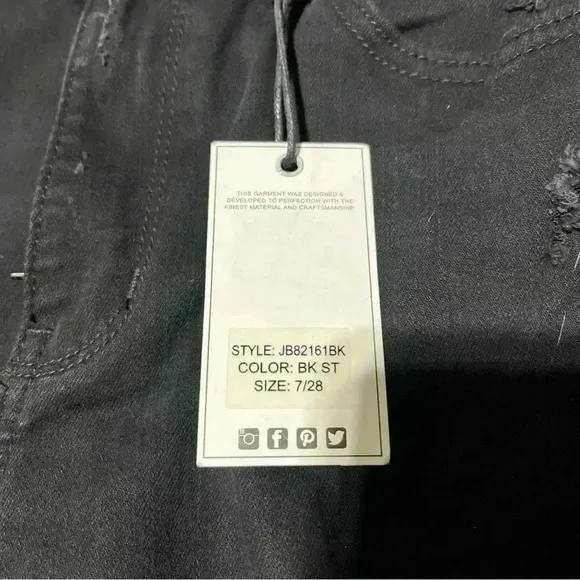 THIS GARMENT WAS DESIGNED &
DEVELOPED TO PERFECTION WITH THE
FINEST MATERIAL AND CRAFTSMANSHIP
STYLE: JB82161BK
COLOR: BK ST
SIZE: 7/28